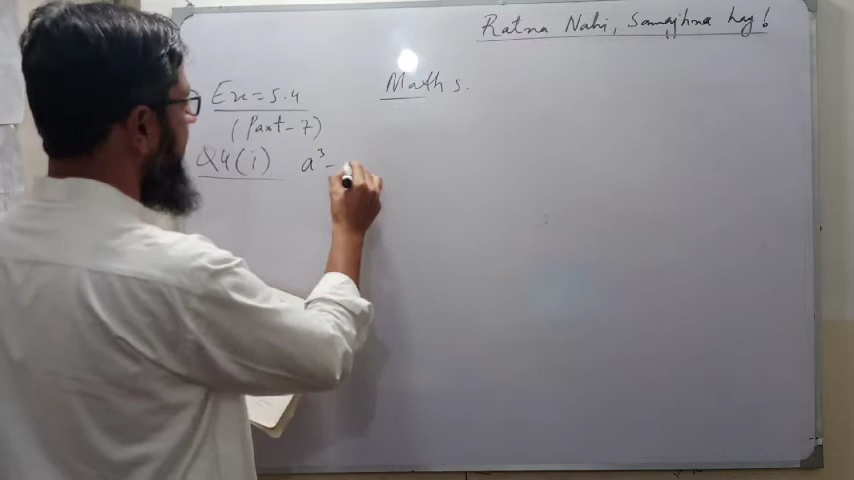 Ratna Nahi, Samajhna hay!
Maths.
Ex = 5.4
(Part - 7)
Q4(i) a³ -